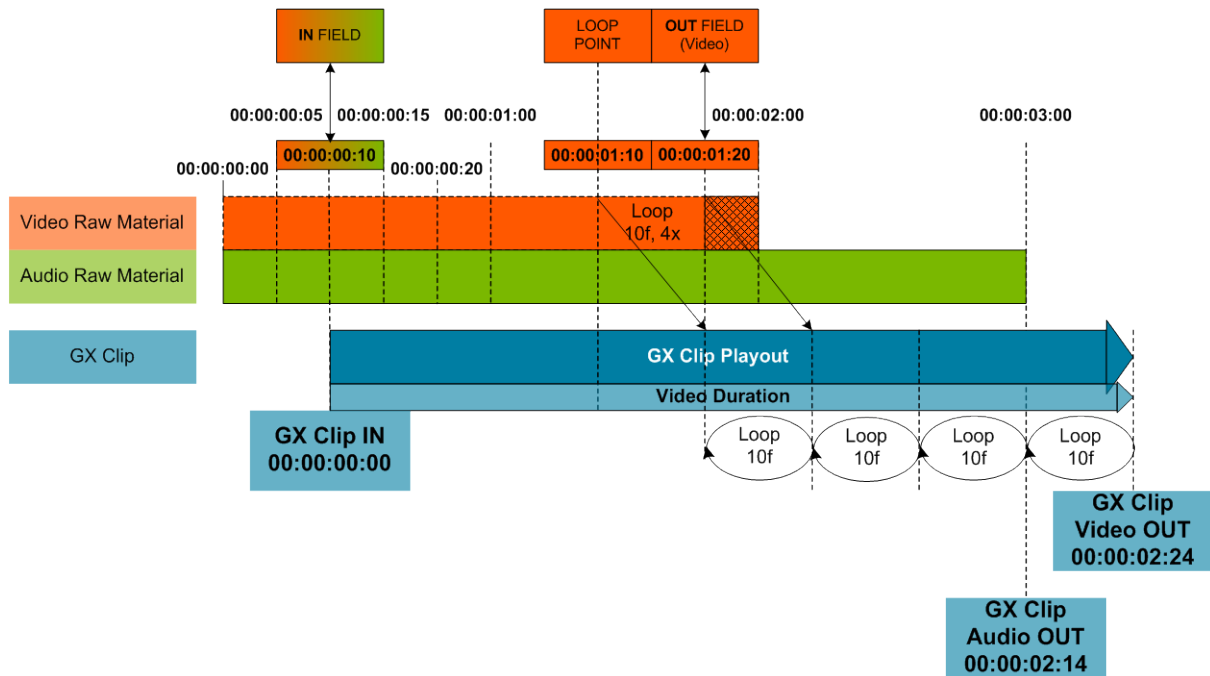 IN FIELD
LOOP
POINT
OUT FIELD
(Video)
00:00:00:05
00:00:00:15
00:00:01:00
00:00:02:00
00:00:03:00
00:00:00:10
00:00:01:10
00:00:01:20
00:00:00:00
00:00:00:20
Video Raw Material
Loop
10f, 4x
Audio Raw Material
GX Clip
GX Clip Playout
Video Duration
GX Clip IN
00:00:00:00
Loop
10f
Loop
10f
Loop
10f
Loop
10f
GX Clip
Video OUT
00:00:02:24
GX Clip
Audio OUT
00:00:02:14